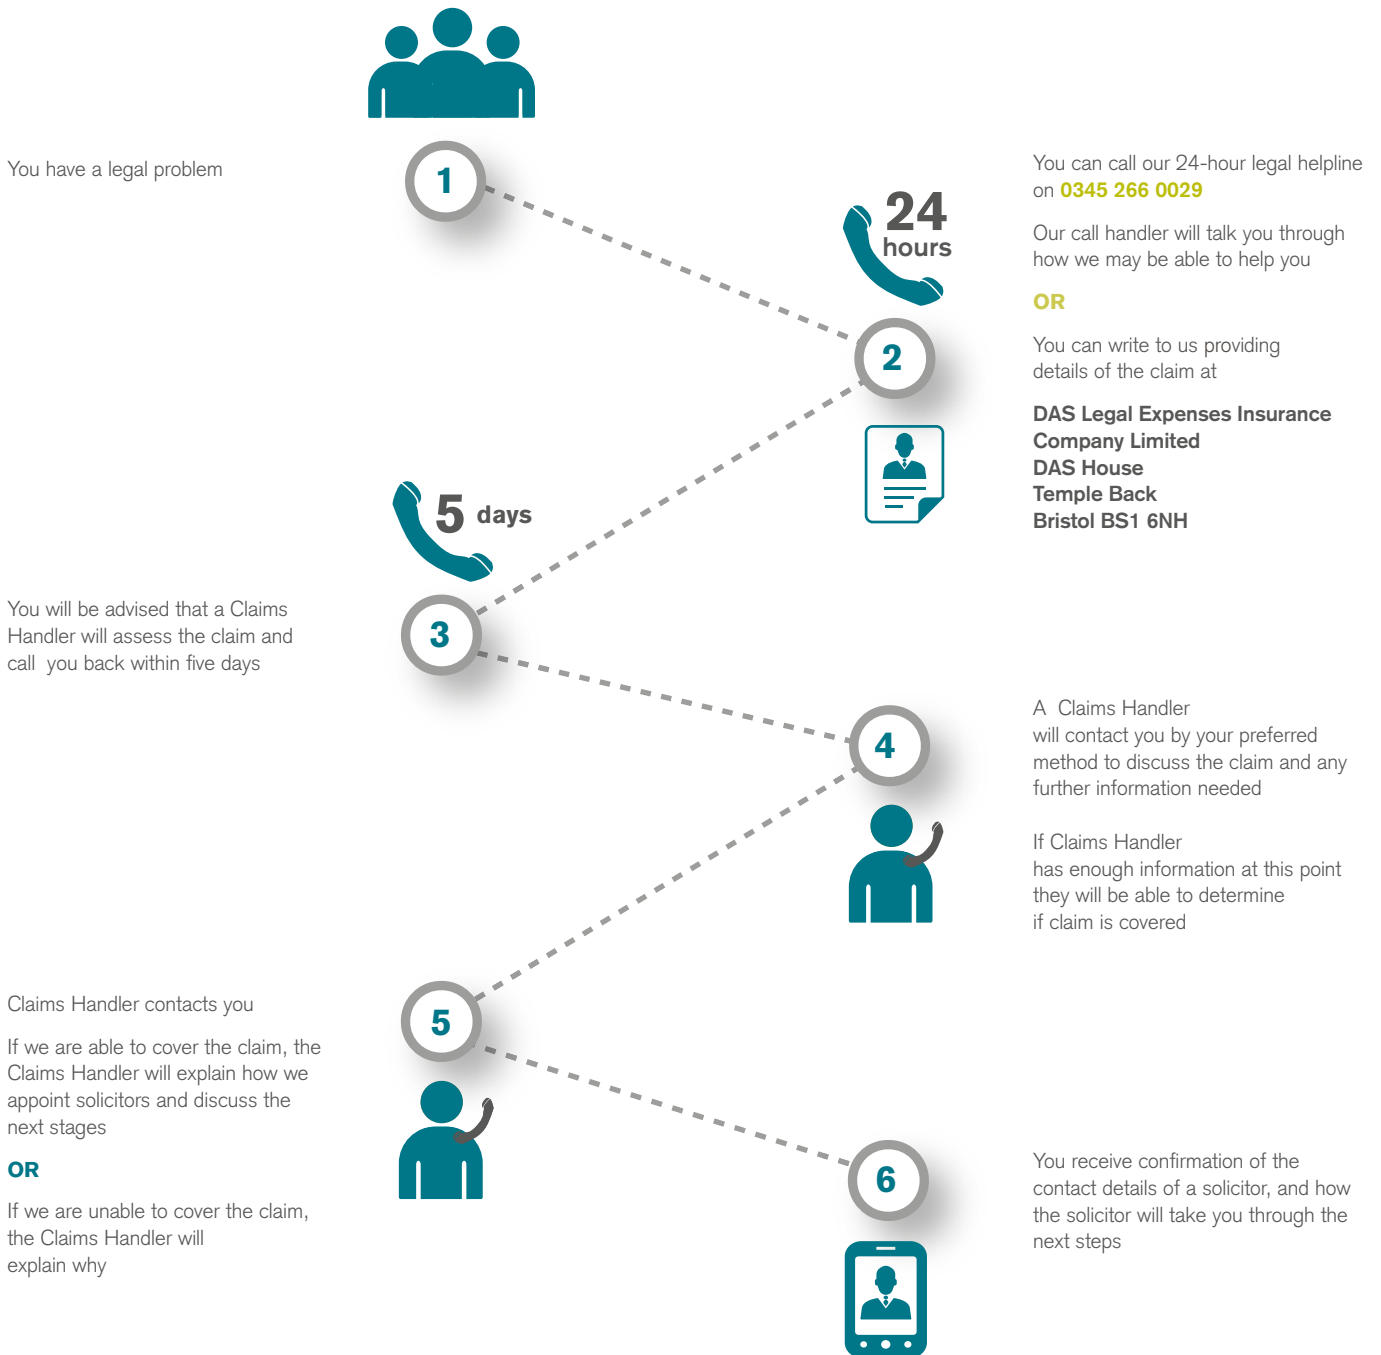 You have a legal problem
1
You can call our 24-hour legal helpline
on 0345 266 0029
Our call handler will talk you through
how we may be able to help you
OR
You can write to us providing
details of the claim at
DAS Legal Expenses Insurance
Company Limited
DAS House
Temple Back
Bristol BS1 6NH
24
hours
2
5 days
You will be advised that a Claims
Handler will assess the claim and
call you back within five days
3
4
A Claims Handler
will contact you by your preferred
method to discuss the claim and any
further information needed
If Claims Handler
has enough information at this point
they will be able to determine
if claim is covered
Claims Handler contacts you
If we are able to cover the claim, the
Claims Handler will explain how we
appoint solicitors and discuss the
next stages
OR
If we are unable to cover the claim,
the Claims Handler will
explain why
5
6
You receive confirmation of the
contact details of a solicitor, and how
the solicitor will take you through the
next steps